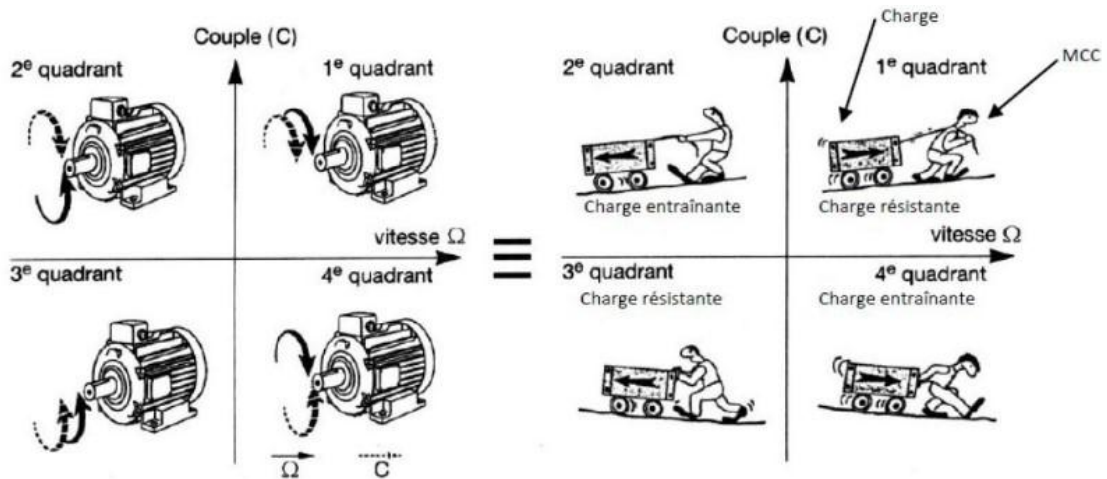 Couple (C)
2e quadrant
1e quadrant
vitesse Ω
3e quadrant
4e quadrant
Ω
C
Couple (C)
Charge
MCC
2e quadrant
1e quadrant
Charge entraînante
Charge résistante
vitesse Ω
3e quadrant
4e quadrant
Charge résistante
Charge entraînante